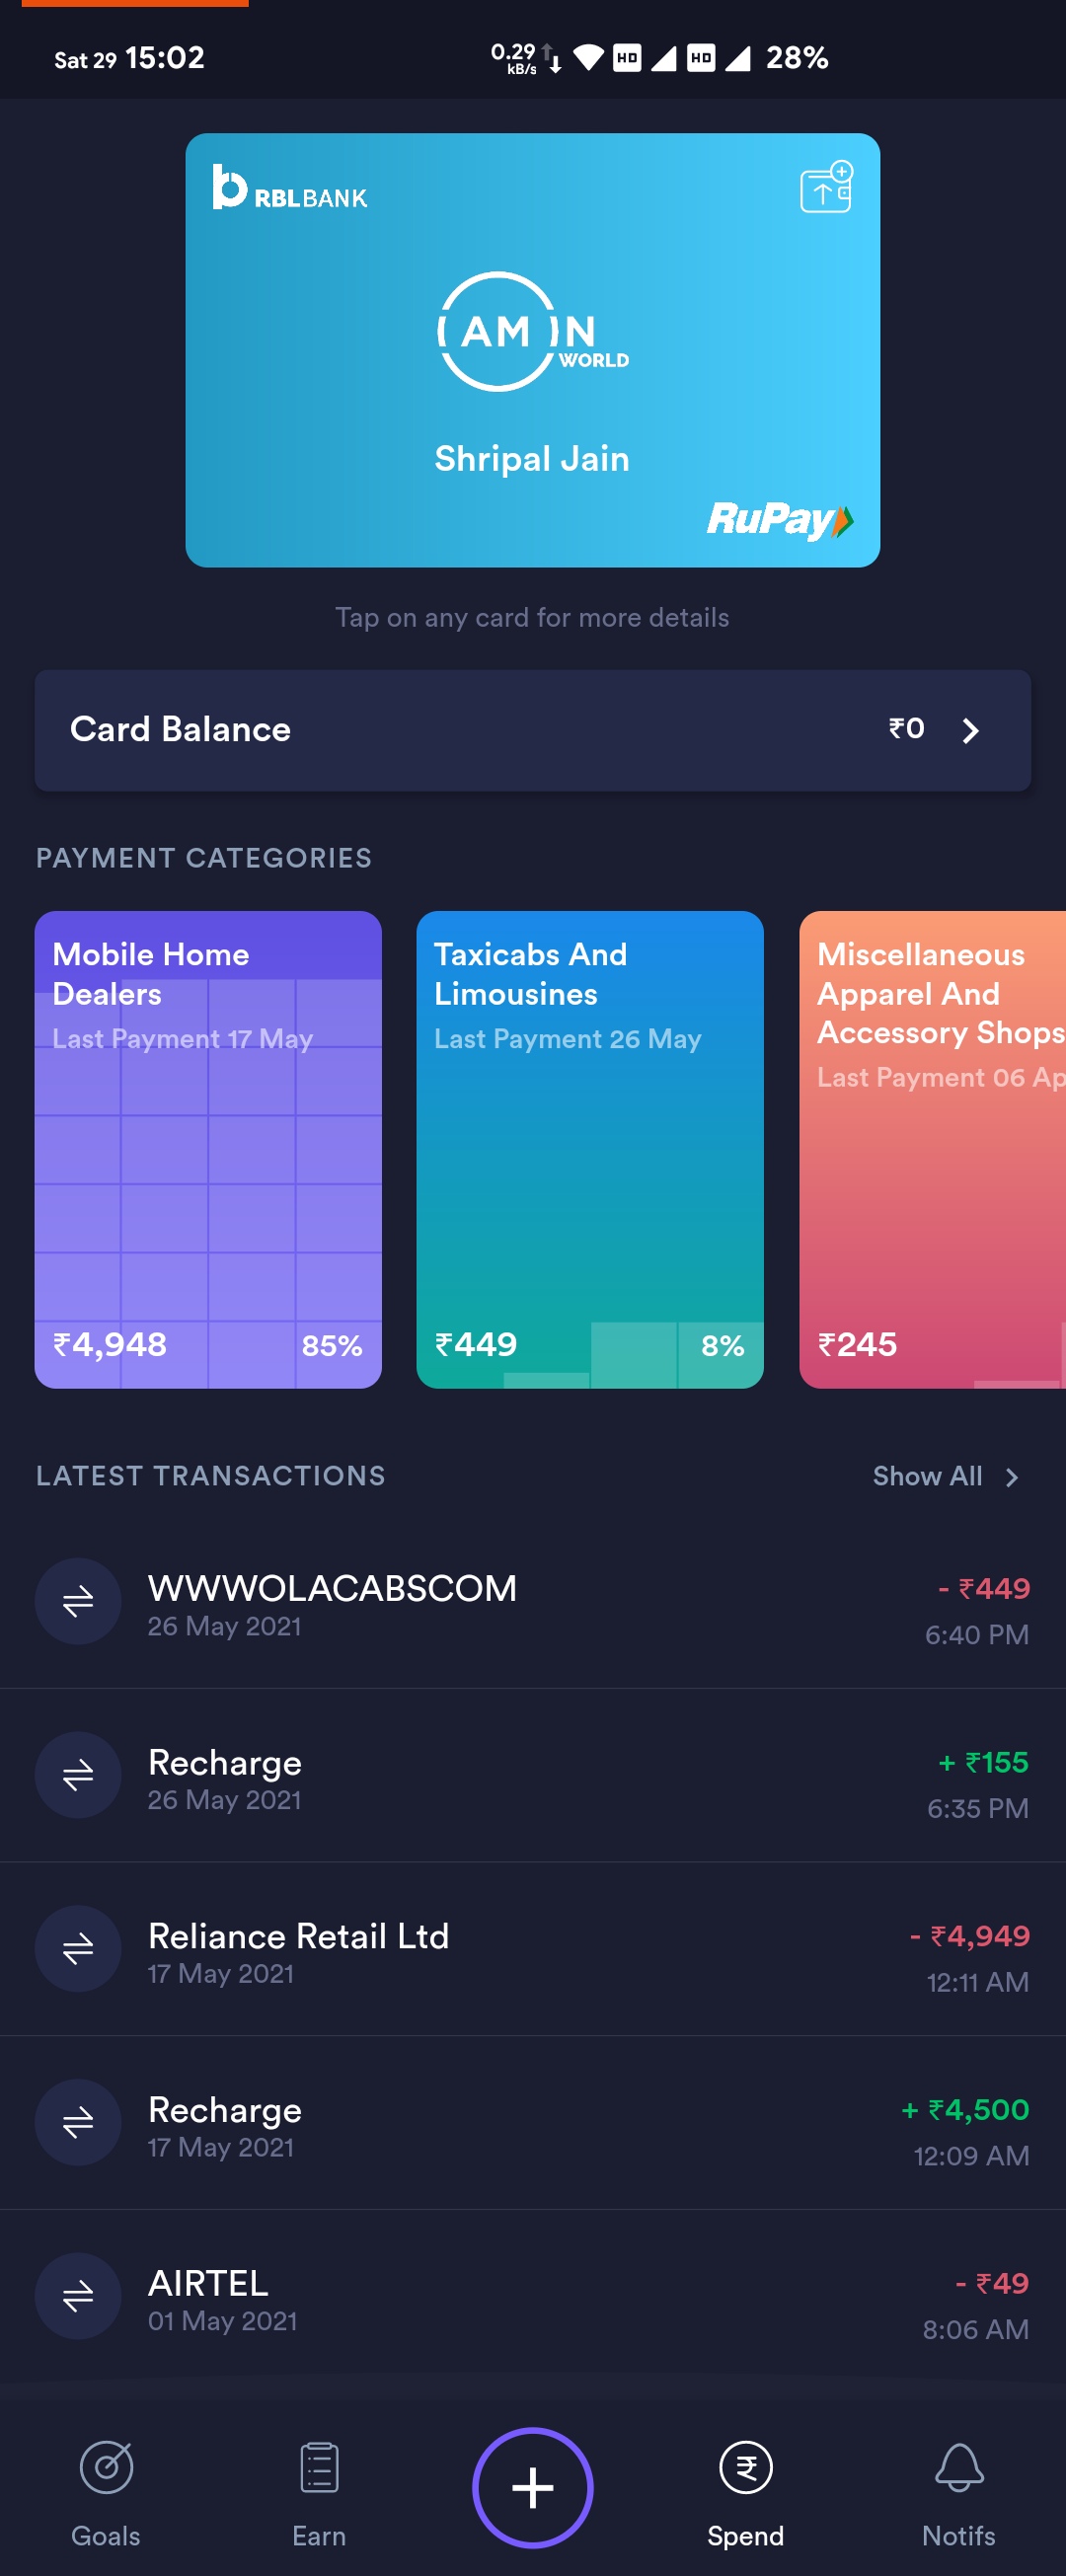 Sat 29 15:02 0.29 kB/s HD HD 28%
RBL BANK
AM IN
WORLD
Shripal Jain
RuPay
Tap on any card for more details
Card Balance ₹0
PAYMENT CATEGORIES
Mobile Home
Dealers
Last Payment 17 May
₹4,948 85%
Taxicabs And
Limousines
Last Payment 26 May
₹449 8%
Miscellaneous
Apparel And
Accessory Shops
Last Payment 06 Ap
₹245
LATEST TRANSACTIONS Show All
WWWOLACABSCOM - ₹449
26 May 2021 6:40 PM
Recharge + ₹155
26 May 2021 6:35 PM
Reliance Retail Ltd - ₹4,949
17 May 2021 12:11 AM
Recharge + ₹4,500
17 May 2021 12:09 AM
AIRTEL - ₹49
01 May 2021 8:06 AM
Goals Earn Spend Notifs